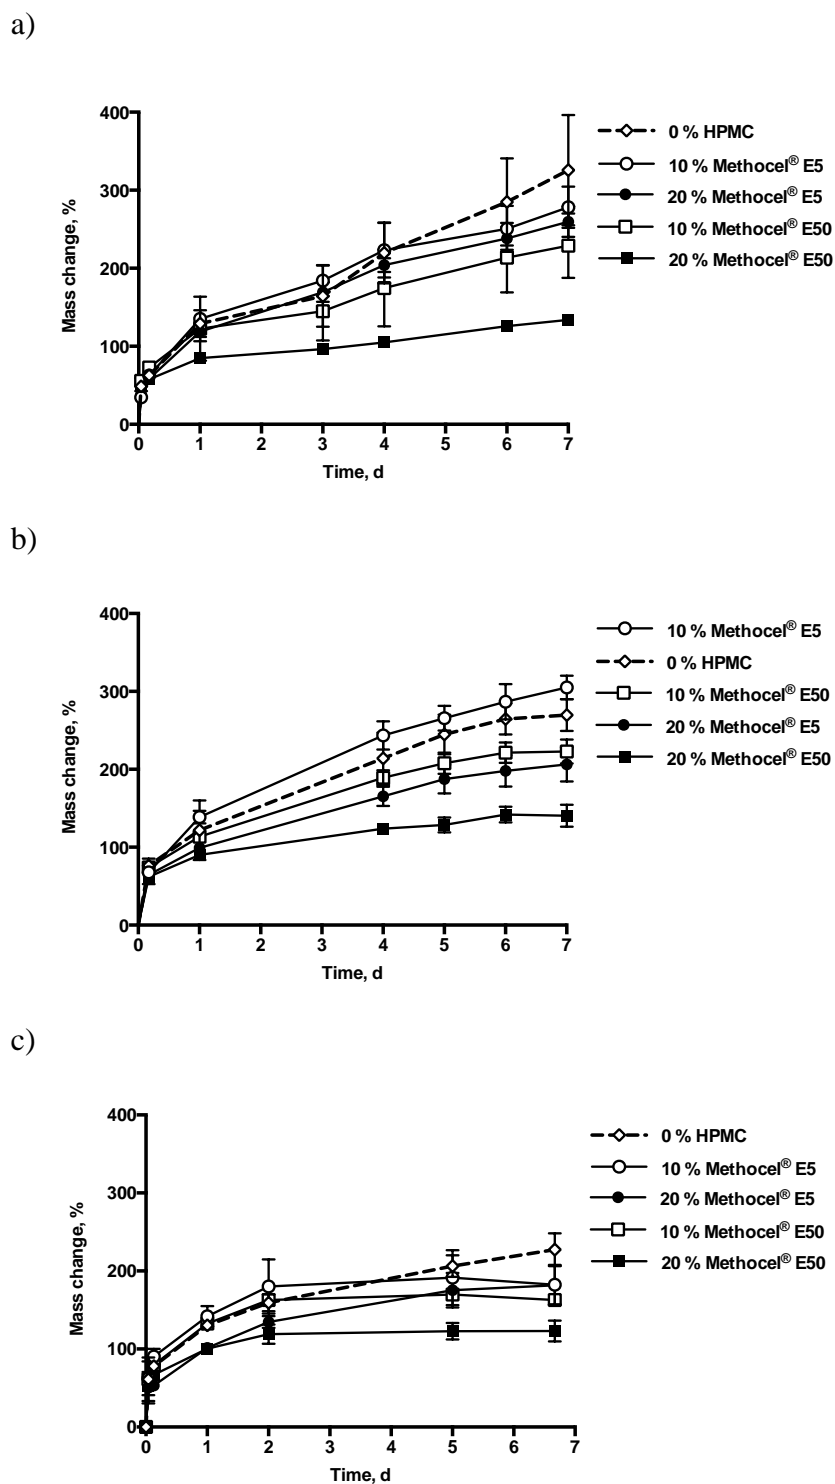 a)
400
300
200
100
0
Mass change, %
0 1 2 3 4 5 6 7
Time, d
0 % HPMC
10 % Methocel® E5
20 % Methocel® E5
10 % Methocel® E50
20 % Methocel® E50
b)
400
300
200
100
0
Mass change, %
0 1 2 3 4 5 6 7
Time, d
10 % Methocel® E5
0 % HPMC
10 % Methocel® E50
20 % Methocel® E5
20 % Methocel® E50
c)
400
300
200
100
0
Mass change, %
0 1 2 3 4 5 6 7
Time, d
0 % HPMC
10 % Methocel® E5
20 % Methocel® E5
10 % Methocel® E50
20 % Methocel® E50